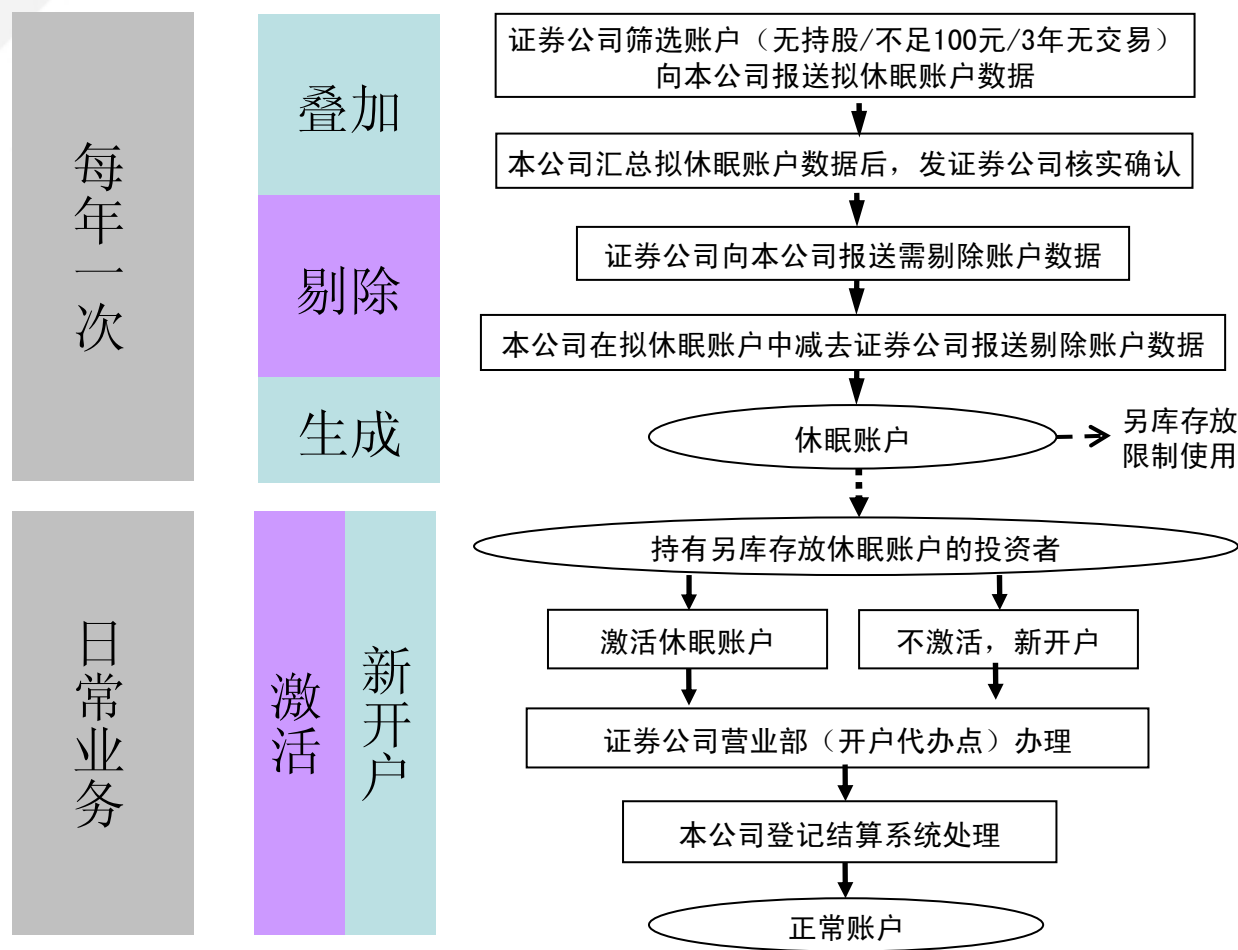 每年一次
叠加
剔除
生成
证券公司筛选账户（无持股/不足100元/3年无交易）
向本公司报送拟休眠账户数据
本公司汇总拟休眠账户数据后，发证券公司核实确认
证券公司向本公司报送需剔除账户数据
本公司在拟休眠账户中减去证券公司报送剔除账户数据
休眠账户
另库存放
限制使用
日常业务
激活
新开户
持有另库存放休眠账户的投资者
激活休眠账户
不激活，新开户
证券公司营业部（开户代办点）办理
本公司登记结算系统处理
正常账户